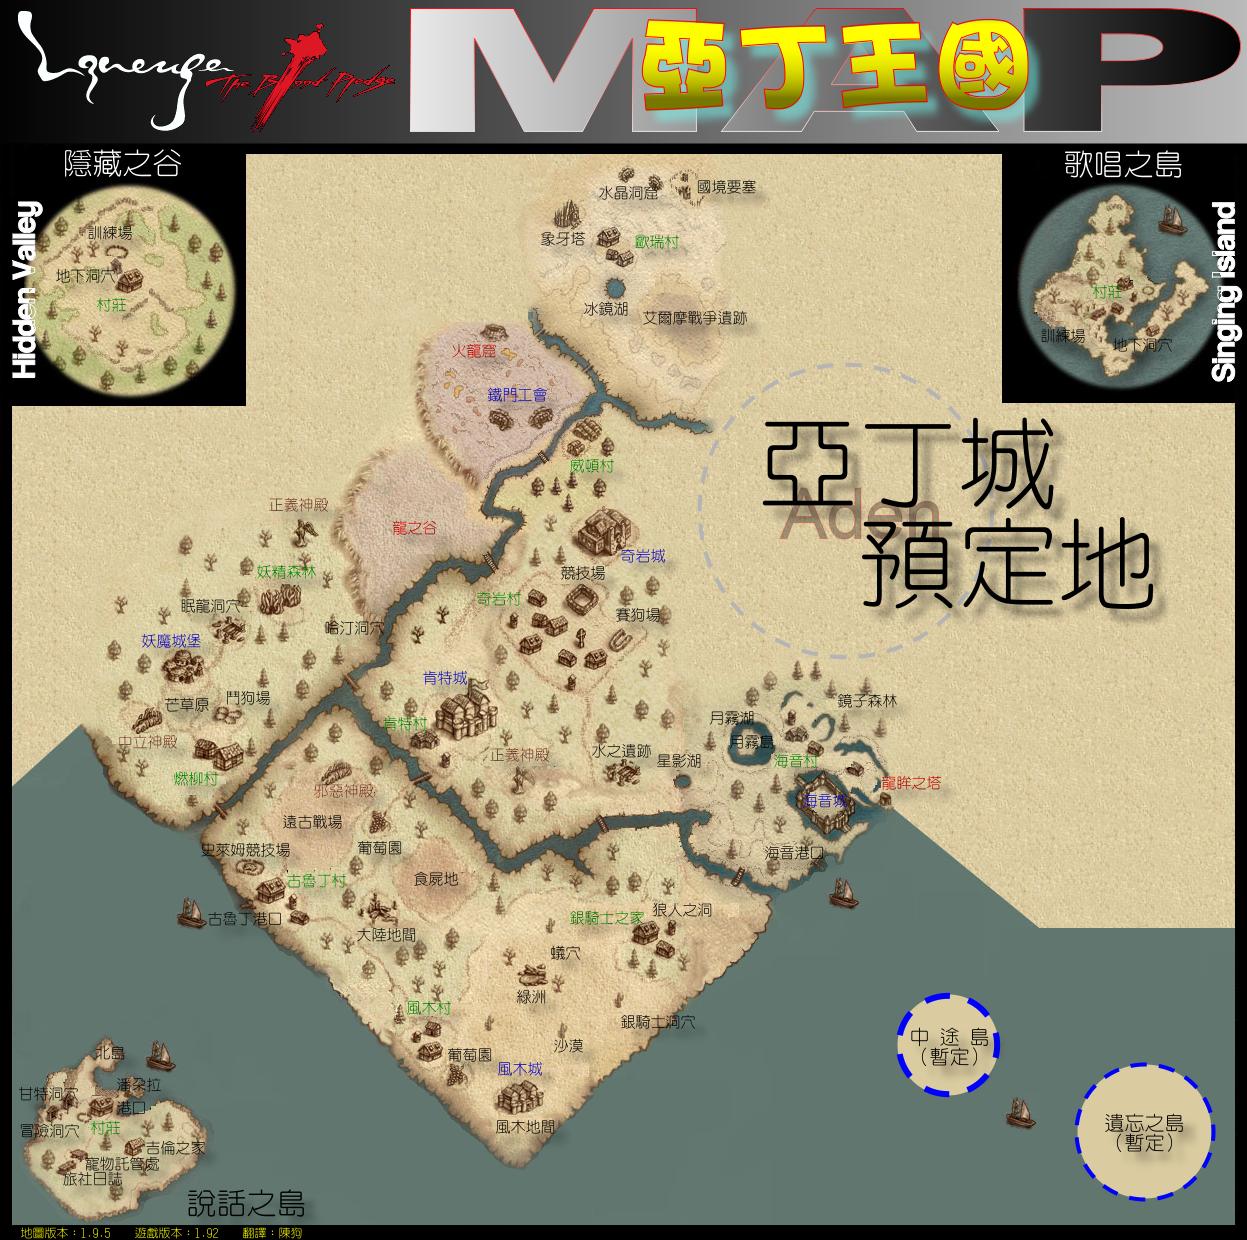 Lineage
The Blood Pledge
MAP
亞丁王國
隱藏之谷
Hidden Valley
訓練場
地下洞穴
村莊
歌唱之島
Singing Island
村莊
訓練場
地下洞穴
水晶洞窟
國境要塞
象牙塔
歐瑞村
冰鏡湖
艾爾摩戰爭遺跡
火龍窟
鐵門工會
威頓村
亞丁城
Aden
預定地
正義神殿
龍之谷
奇岩城
妖精森林
競技場
奇岩村
眠龍洞穴
哈汀洞穴
賽狗場
妖魔城堡
肯特城
芒草原
鬥狗場
鏡子森林
月霧湖
肯特村
中立神殿
月霧島
正義神殿
水之遺跡
星影湖
海音村
燃柳村
邪惡神殿
龍眸之塔
海音城
遠古戰場
史萊姆競技場
葡萄園
海音港口
古魯丁村
食屍地
古魯丁港口
銀騎士之家
狼人之洞
大陸地間
蟻穴
綠洲
風木村
銀騎士洞穴
葡萄園
沙漠
風木城
風木地間
中途島
（暫定）
遺忘之島
（暫定）
北島
甘特洞穴
潘朵拉
港口
冒險洞穴
村莊
吉倫之家
寵物託管處
旅社日誌
說話之島
地圖版本：1.9.5 遊戲版本：1.92 翻譯：陳狗